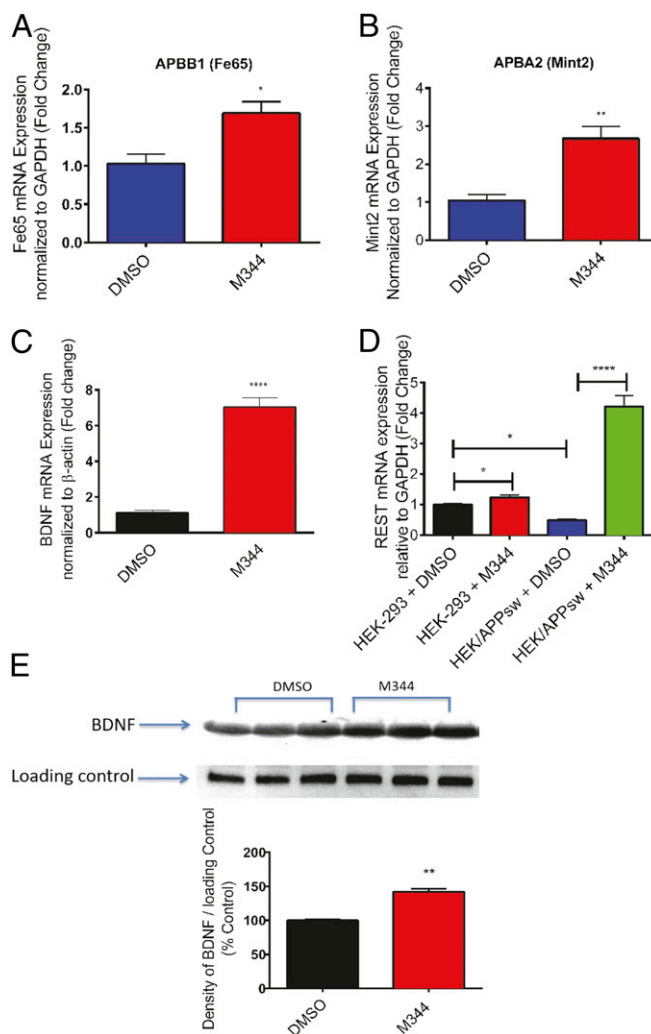 A
APBB1 (Fe65)
Fe65 mRNA Expression
normalized to GAPDH (Fold Change)
2.0
1.5
1.0
0.5
0.0
*
DMSO
M344
B
APBA2 (Mint2)
Mint2 mRNA Expression
Normalized to GAPDH (Fold Change)
4
3
2
1
0
**
DMSO
M344
C
BDNF mRNA Expression
normalized to β-actin (Fold change)
8
6
4
2
0
****
DMSO
M344
D
REST mRNA expression
relative to GAPDH (Fold Change)
6
5
4
3
2
1
0
*
*
****
HEK-293 + DMSO
HEK-293 + M344
HEK/APPsw + DMSO
HEK/APPsw + M344
E
DMSO
M344
BDNF
Loading control
Density of BDNF / loading Control
(% Control)
200
150
100
50
0
**
DMSO
M344